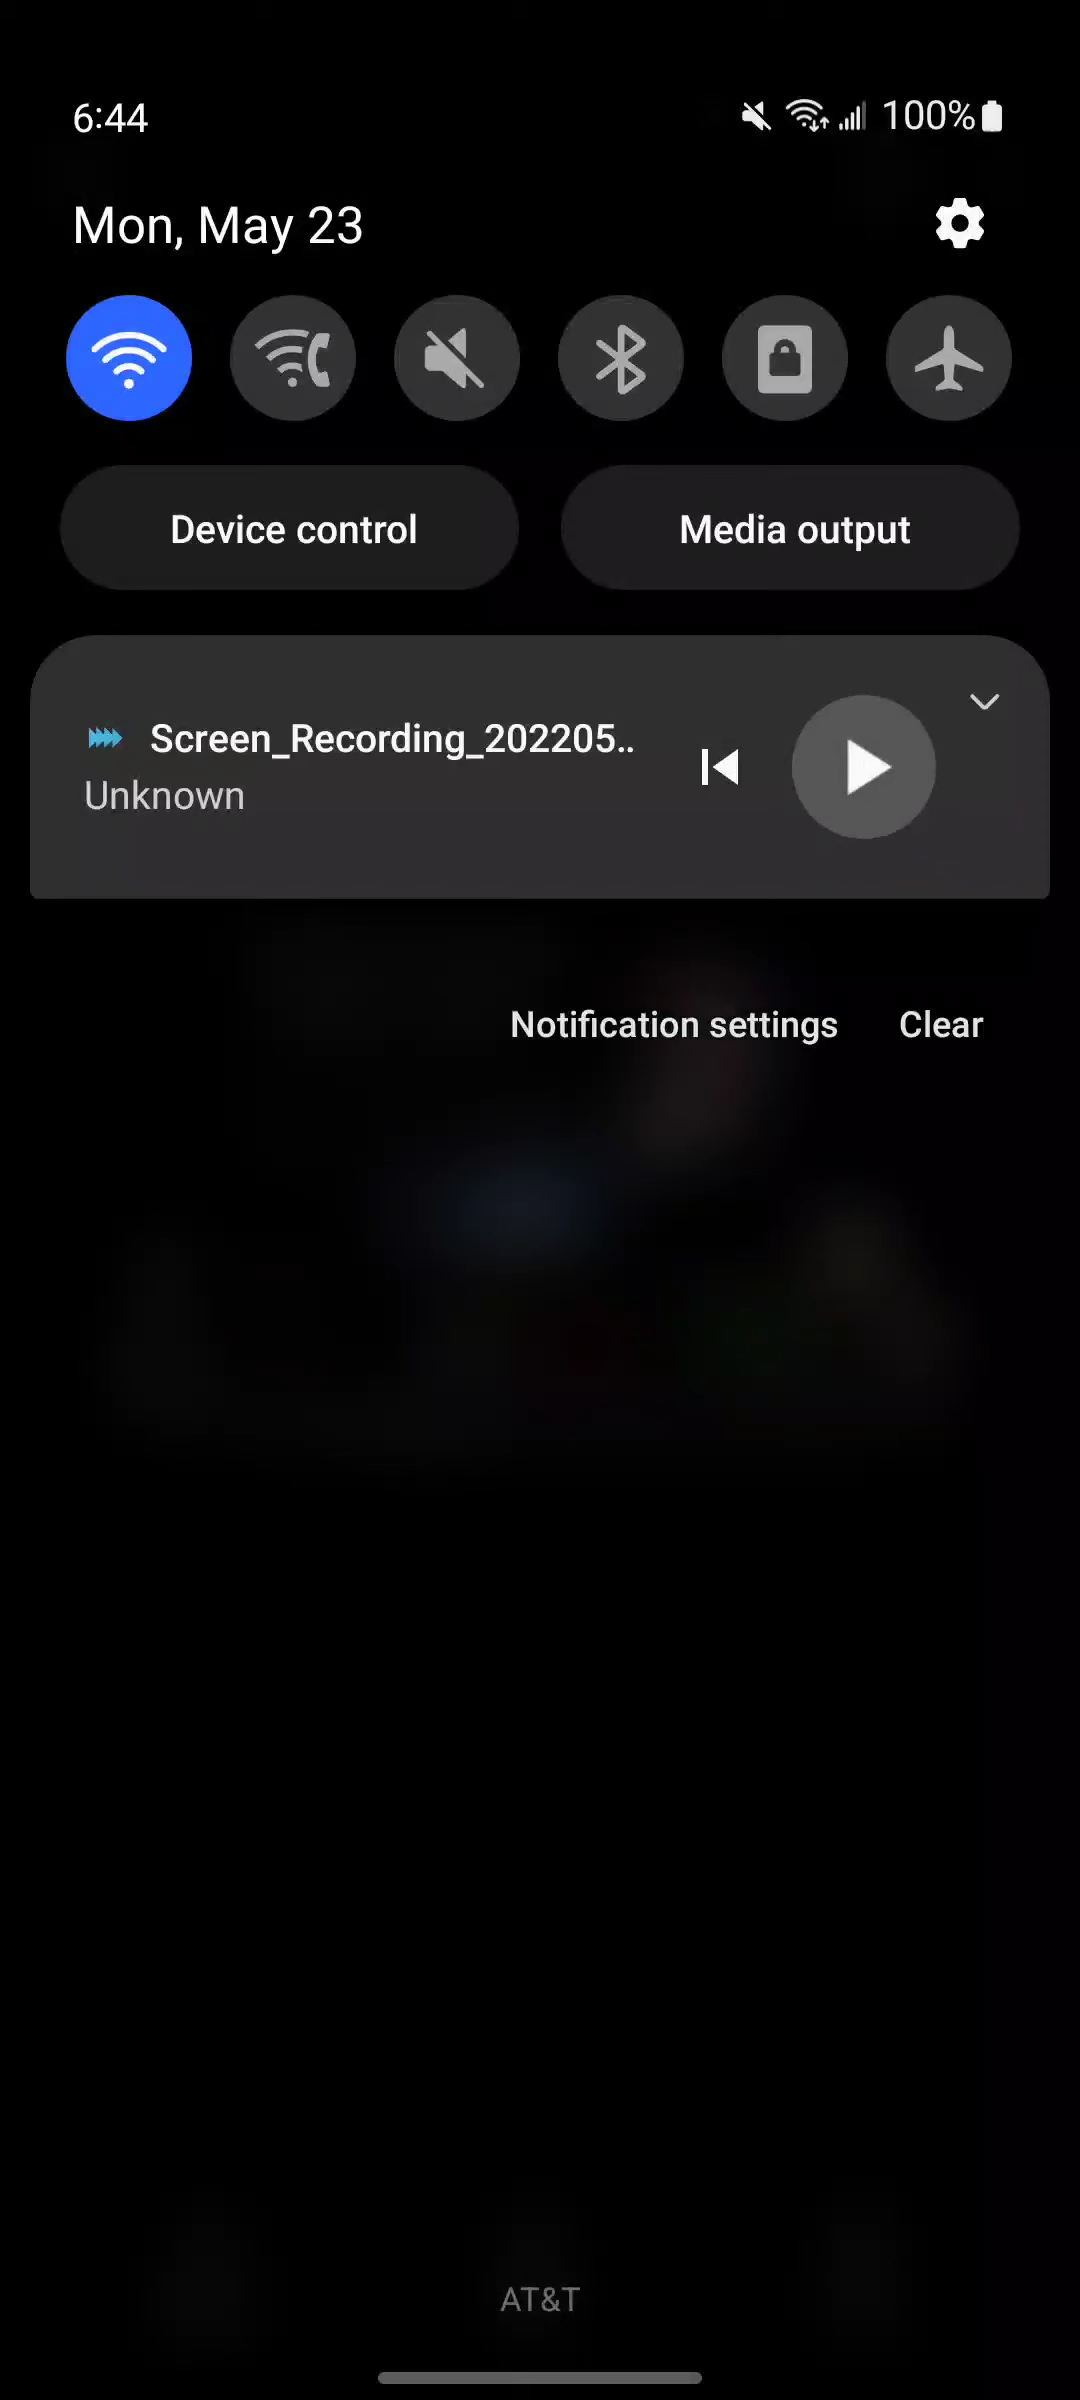 6:44
100%
Mon, May 23
Device control
Media output
Screen_Recording_202205..
Unknown
Notification settings
Clear
AT&T